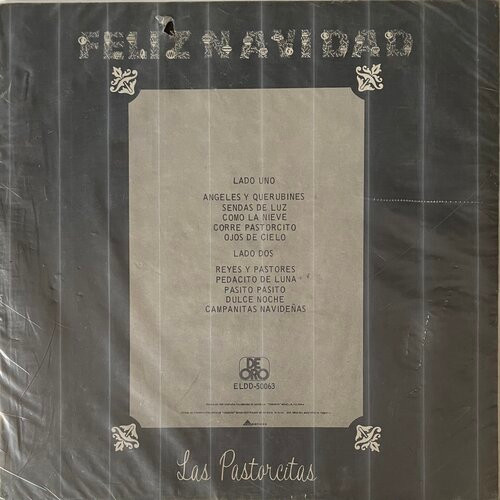 FELIZ NAVIDAD
LADO UNO
ANGELES Y QUERUBINES
SENDAS DE LUZ
COMO LA NIEVE
CORRE PASTORCITO
OJOS DE CIELO
LADO DOS
REYES Y PASTORES
PEDACITO DE LUNA
PASITO PASITO
DULCE NOCHE
CAMPANITAS NAVIDEÑAS
DE ORO
ELDD-50063
Las Pastorcitas